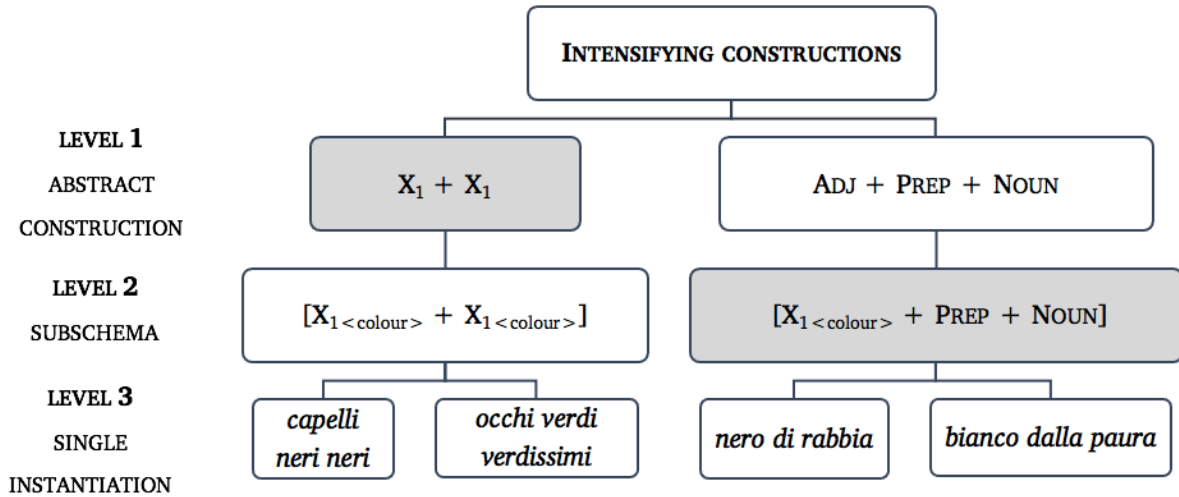 INTENSIFYING CONSTRUCTIONS
LEVEL 1
ABSTRACT
CONSTRUCTION
X₁ + X₁
ADJ + PREP + NOUN
LEVEL 2
SUBSCHEMA
[X₁<colour> + X₁<colour>]
[X₁<colour> + PREP + NOUN]
LEVEL 3
SINGLE
INSTANTIATION
capelli
neri neri
occhi verdi
verdissimi
nero di rabbia
bianco dalla paura